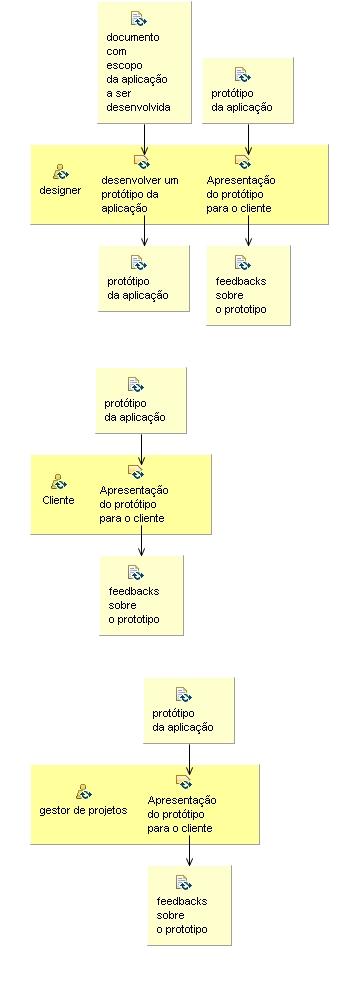 documento
com
escopo
da aplicação
a ser
desenvolvida
protótipo
da aplicação
designer
desenvolver um
protótipo da
aplicação
Apresentação
do protótipo
para o cliente
protótipo
da aplicação
feedbacks
sobre
o prototipo
protótipo
da aplicação
Cliente
Apresentação
do protótipo
para o cliente
feedbacks
sobre
o prototipo
protótipo
da aplicação
gestor de projetos
Apresentação
do protótipo
para o cliente
feedbacks
sobre
o prototipo